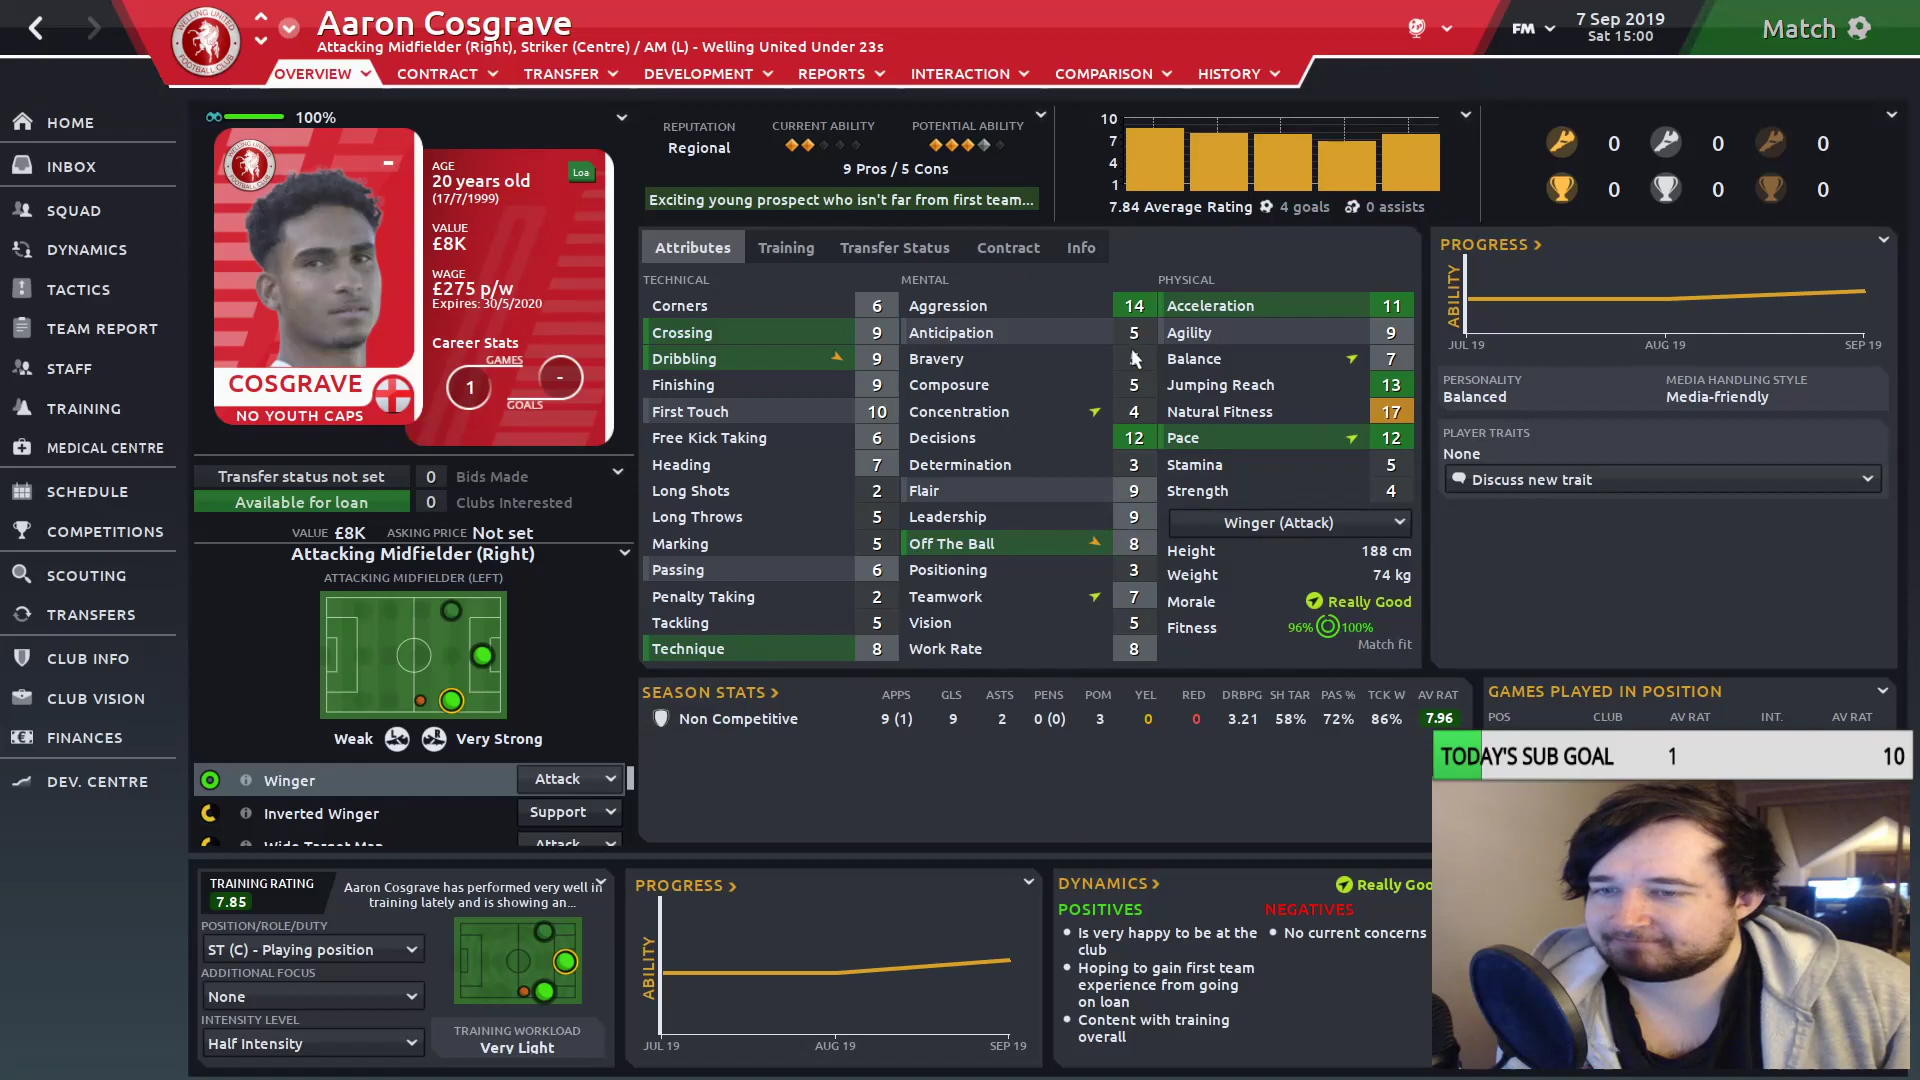 Aaron Cosgrave
Attacking Midfielder (Right), Striker (Centre) / AM (L) - Welling United Under 23s
FM
7 Sep 2019
Sat 15:00
Match
OVERVIEW
CONTRACT
TRANSFER
DEVELOPMENT
REPORTS
INTERACTION
COMPARISON
HISTORY
HOME
INBOX
SQUAD
DYNAMICS
TACTICS
TEAM REPORT
STAFF
TRAINING
MEDICAL CENTRE
SCHEDULE
COMPETITIONS
SCOUTING
TRANSFERS
CLUB INFO
CLUB VISION
FINANCES
DEV. CENTRE
100%
AGE
20 years old
(17/7/1999)
Loa
VALUE
£8K
WAGE
£275 p/w
Expires: 30/5/2020
Career Stats
GAMES
1
-
GOALS
COSGRAVE
NO YOUTH CAPS
Transfer status not set 0 Bids Made
Available for loan 0 Clubs Interested
VALUE £8K ASKING PRICE Not set
Attacking Midfielder (Right)
ATTACKING MIDFIELDER (LEFT)
Weak L R Very Strong
Winger Attack
Inverted Winger Support
Wide Target Man Attack
REPUTATION
Regional
CURRENT ABILITY
POTENTIAL ABILITY
9 Pros / 5 Cons
Exciting young prospect who isn't far from first team...
10
7
4
1
7.84 Average Rating 4 goals 0 assists
0 0 0
0 0 0
Attributes Training Transfer Status Contract Info
TECHNICAL
Corners 6
Crossing 9
Dribbling 9
Finishing 9
First Touch 10
Free Kick Taking 6
Heading 7
Long Shots 2
Long Throws 5
Marking 5
Passing 6
Penalty Taking 2
Tackling 5
Technique 8
MENTAL
Aggression 14
Anticipation 5
Bravery
Composure 5
Concentration 4
Decisions 12
Determination 3
Flair 9
Leadership 9
Off The Ball 8
Positioning 3
Teamwork 7
Vision 5
Work Rate 8
PHYSICAL
Acceleration 11
Agility 9
Balance 7
Jumping Reach 13
Natural Fitness 17
Pace 12
Stamina 5
Strength 4
Winger (Attack)
Height 188 cm
Weight 74 kg
Morale Really Good
Fitness 96% 100%
Match fit
PROGRESS >
ABILITY
JUL 19 AUG 19 SEP 19
PERSONALITY
Balanced
MEDIA HANDLING STYLE
Media-friendly
PLAYER TRAITS
None
Discuss new trait
SEASON STATS > APPS GLS ASTS PENS POM YEL RED DRBPG SH TAR PAS % TCK W AV RAT
Non Competitive 9 (1) 9 2 0 (0) 3 0 0 3.21 58% 72% 86% 7.96
GAMES PLAYED IN POSITION
POS CLUB AV RAT INT. AV RAT
TODAY'S SUB GOAL 1 10
TRAINING RATING
7.85
Aaron Cosgrave has performed very well in
training lately and is showing an...
POSITION/ROLE/DUTY
ST (C) - Playing position
ADDITIONAL FOCUS
None
INTENSITY LEVEL
Half Intensity
TRAINING WORKLOAD
Very Light
PROGRESS >
ABILITY
JUL 19 AUG 19 SEP 19
DYNAMICS >
Really Goo
POSITIVES
• Is very happy to be at the
club
• Hoping to gain first team
experience from going
on loan
• Content with training
overall
NEGATIVES
• No current concerns